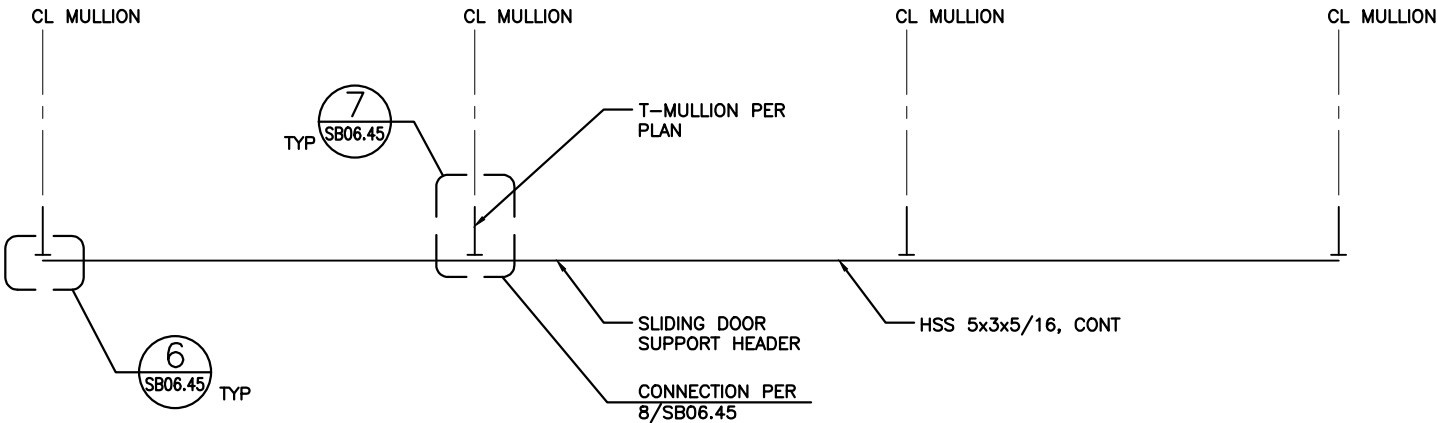 CL MULLION
CL MULLION
CL MULLION
CL MULLION
7
SB06.45
TYP
T-MULLION PER
PLAN
SLIDING DOOR
SUPPORT HEADER
HSS 5x3x5/16, CONT
6
SB06.45
TYP
CONNECTION PER
8/SB06.45